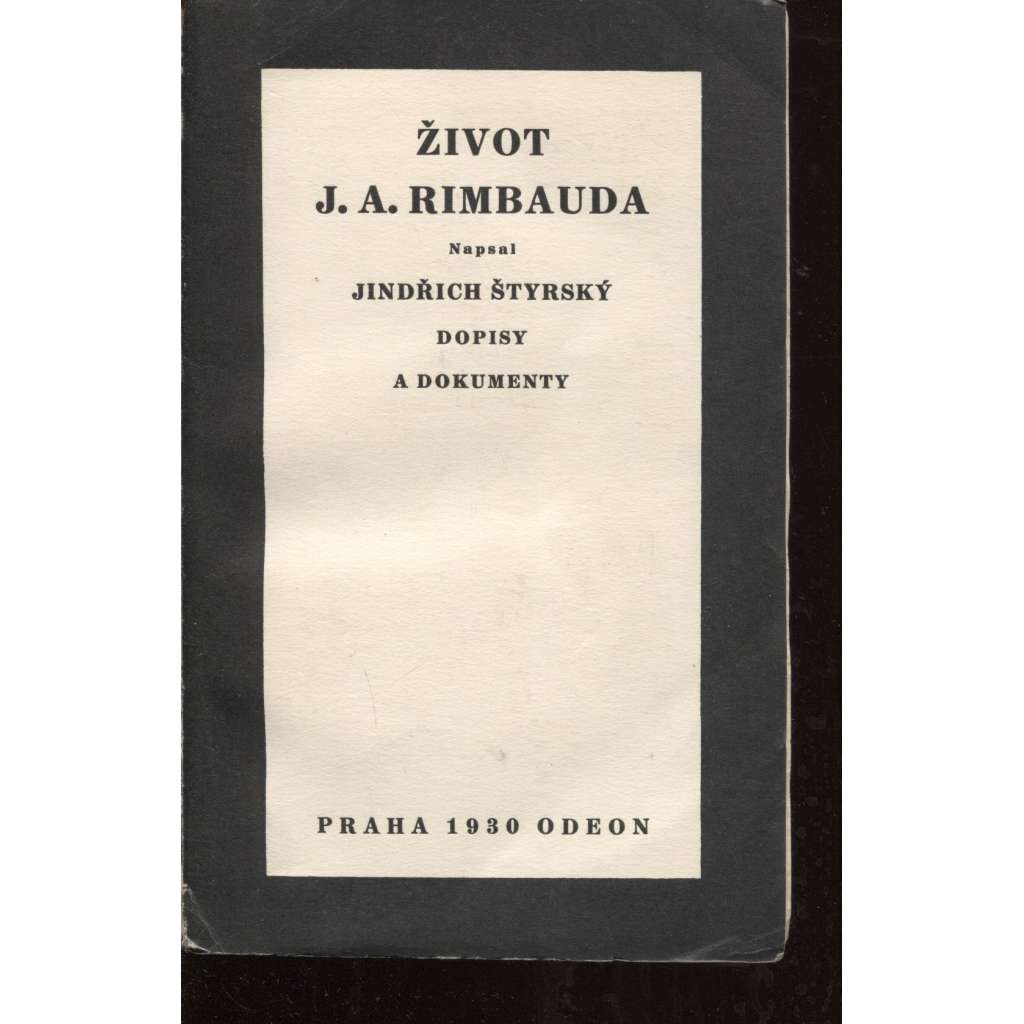 ŽIVOT
J. A. RIMBAUDA
Napsal
JINDŘICH ŠTYRSKÝ
DOPISY
A DOKUMENTY
PRAHA 1930 ODEON